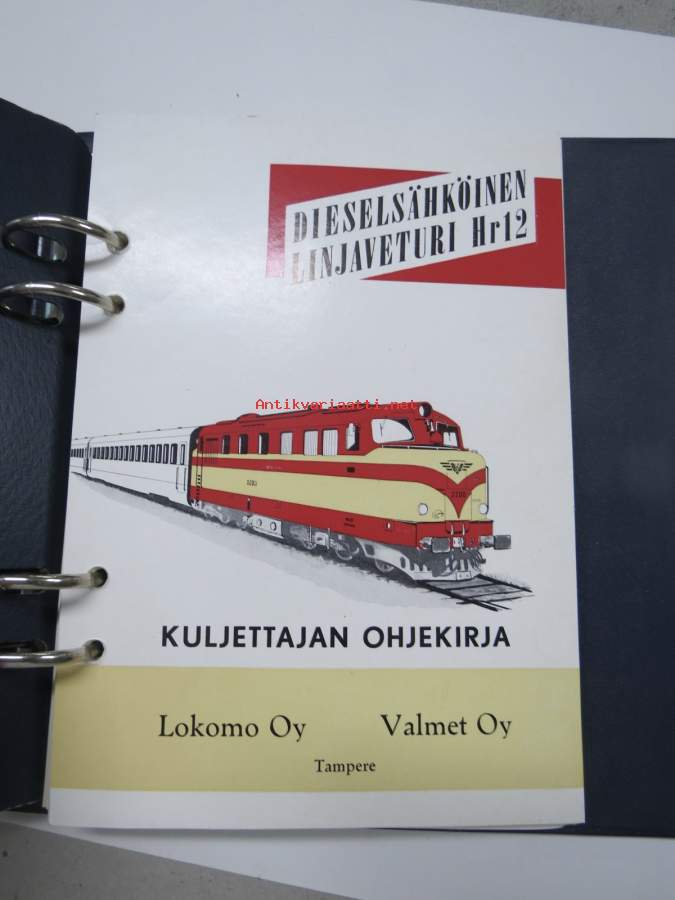 DIESELSÄHKÖINEN
LINJAVETURI Hr12
Antikvariaatti.net
KULJETTAJAN OHJEKIRJA
Lokomo Oy Valmet Oy
Tampere